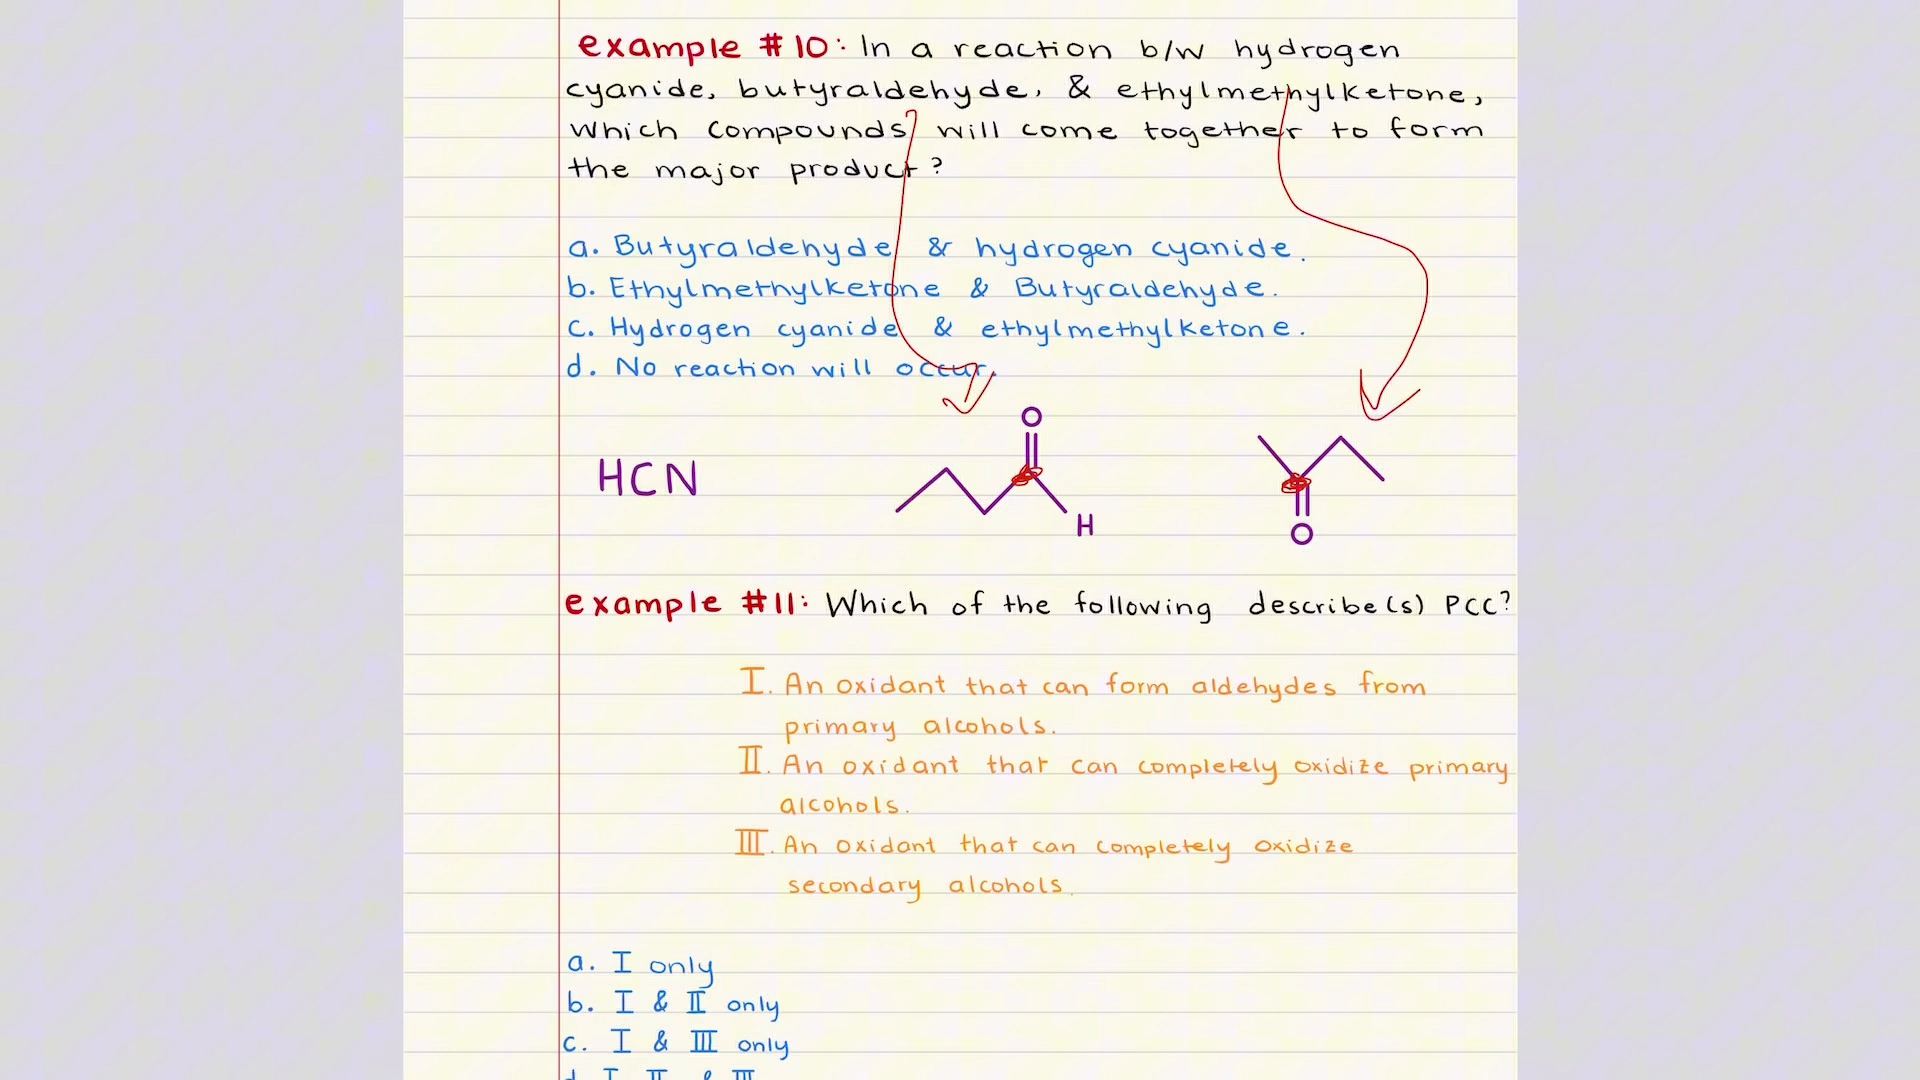 example #10: In a reaction b/w hydrogen
cyanide, butyraldehyde, & ethylmethylketone,
which compounds will come together to form
the major product?
a. Butyraldehyde & hydrogen cyanide.
b. Ethylmethylketone & Butyraldehyde.
c. Hydrogen cyanide & ethylmethylketone.
d. No reaction will occur.
O
HCN
H
O
example #11: Which of the following describe(s) PCC?
I. An oxidant that can form aldehydes from
primary alcohols.
II. An oxidant that can completely oxidize primary
alcohols.
III. An oxidant that can completely oxidize
secondary alcohols.
a. I only
b. I & II only
c. I & III only